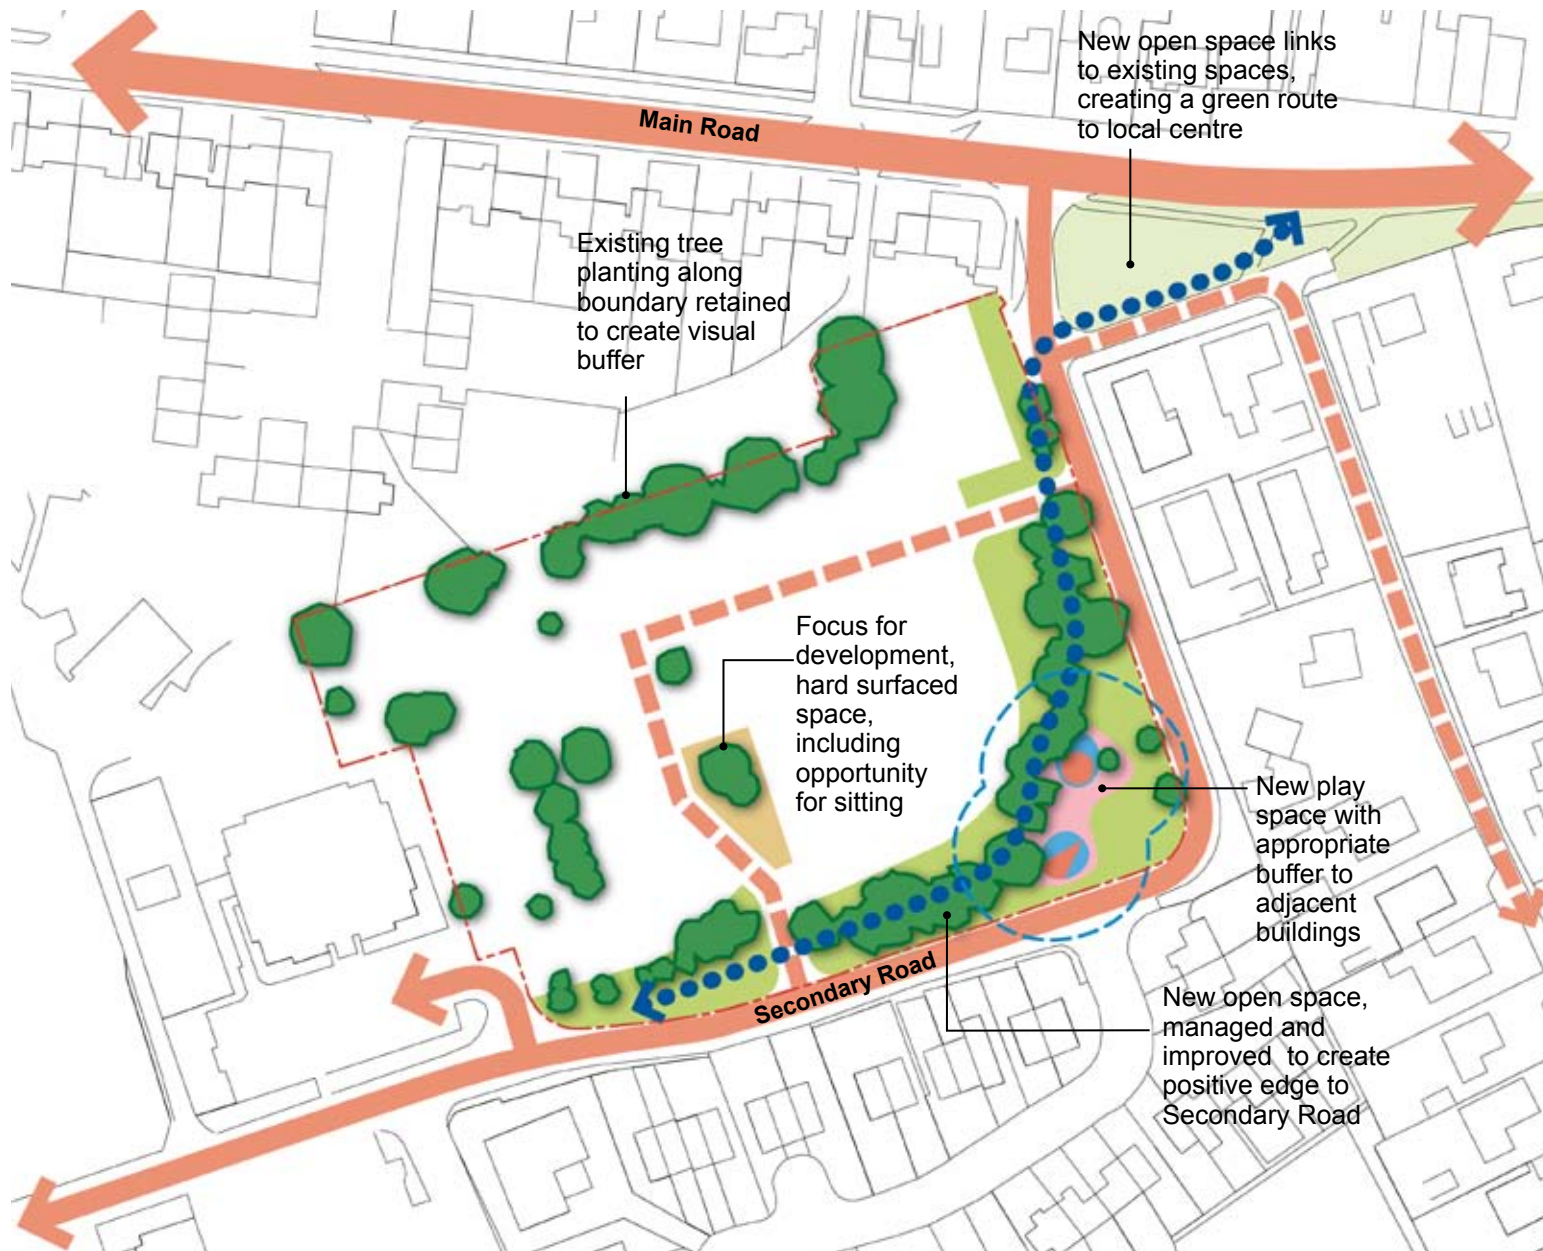 New open space links
to existing spaces,
creating a green route
to local centre
Main Road
Existing tree
planting along
boundary retained
to create visual
buffer
Focus for
development,
hard surfaced
space,
including
opportunity
for sitting
New play
space with
appropriate
buffer to
adjacent
buildings
Secondary Road
New open space,
managed and
improved  to create
positive edge to
Secondary Road